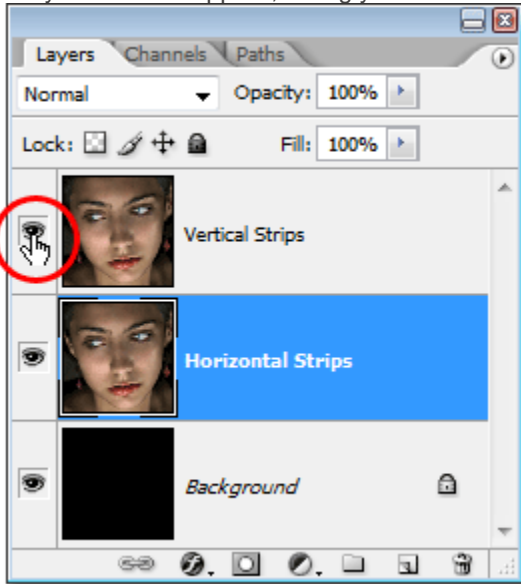 Layers Channels Paths
Normal Opacity: 100%
Lock: Fill: 100%
Vertical Strips
Horizontal Strips
Background